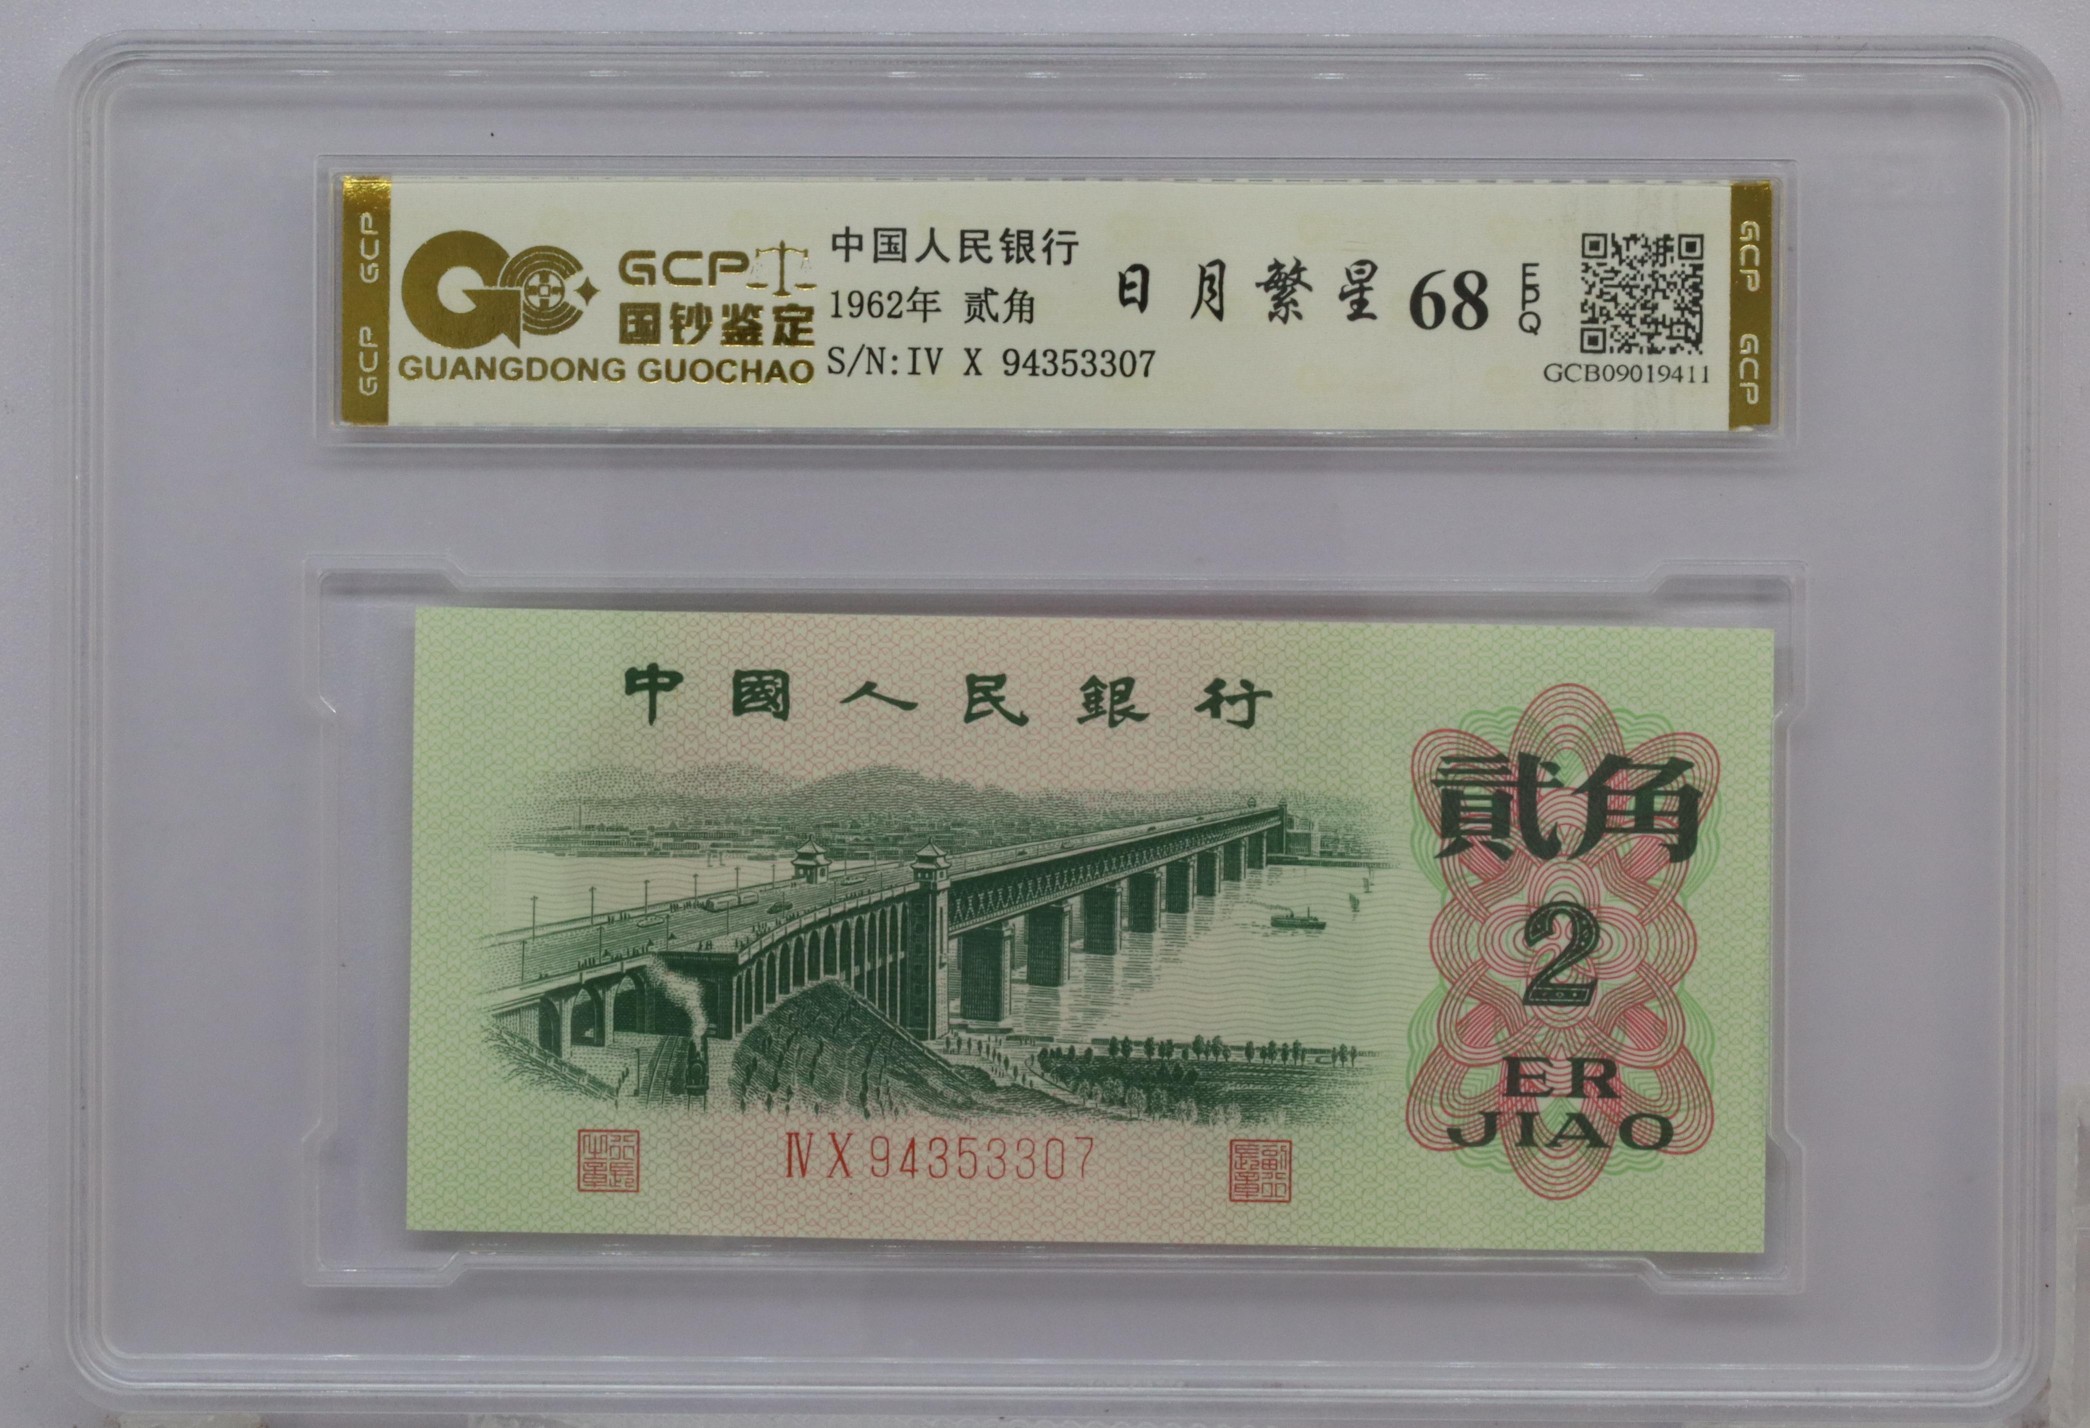 GCP GCP
GCP
国钞鉴定
GUANGDONG GUOCHAO
中国人民银行
1962年 贰角
S/N:IV X 94353307
日月繁星 68 EPQ
GCB09019411
GCP GCP
中國人民銀行
貳角
2
ER
JIAO
IV X 94353307